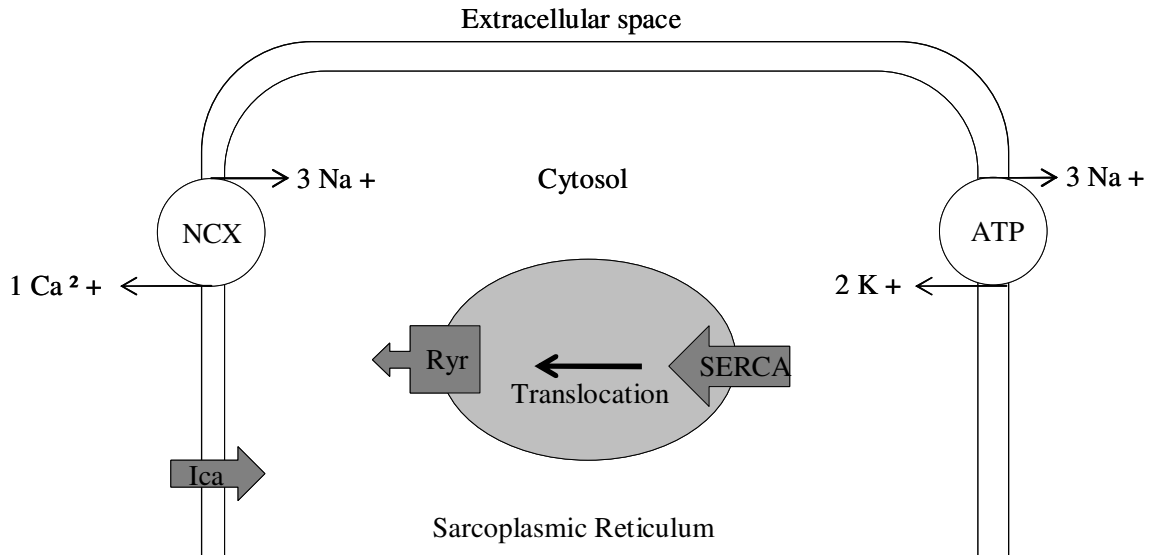 Extracellular space
3 Na +
Cytosol
3 Na +
NCX
ATP
1 Ca ² +
2 K +
Ryr
SERCA
Translocation
Ica
Sarcoplasmic Reticulum